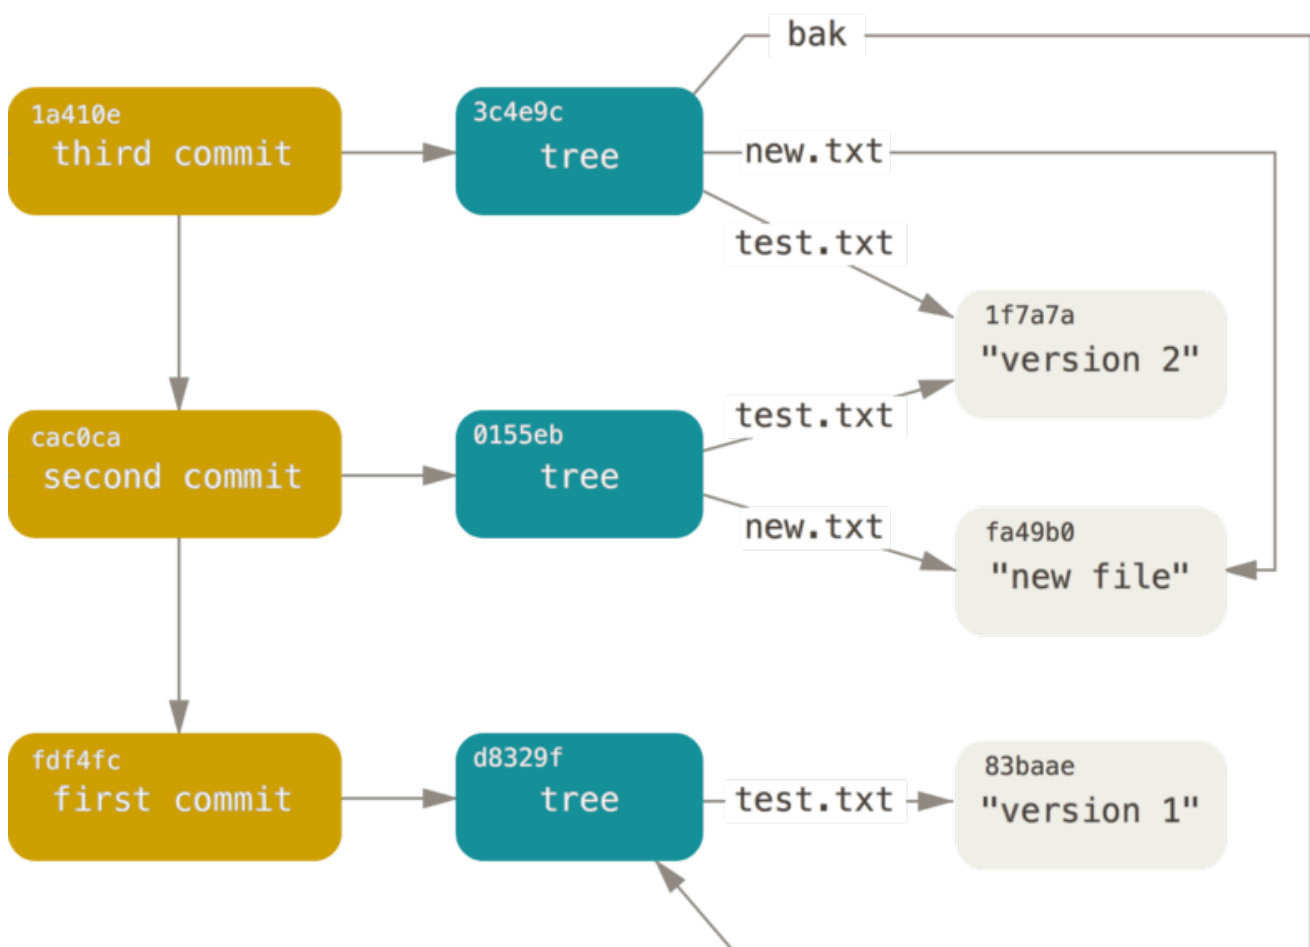 bak
1a410e
third commit
3c4e9c
tree
new.txt
test.txt
1f7a7a
"version 2"
cac0ca
second commit
0155eb
tree
test.txt
new.txt
fa49b0
"new file"
fdf4fc
first commit
d8329f
tree
test.txt
83baae
"version 1"